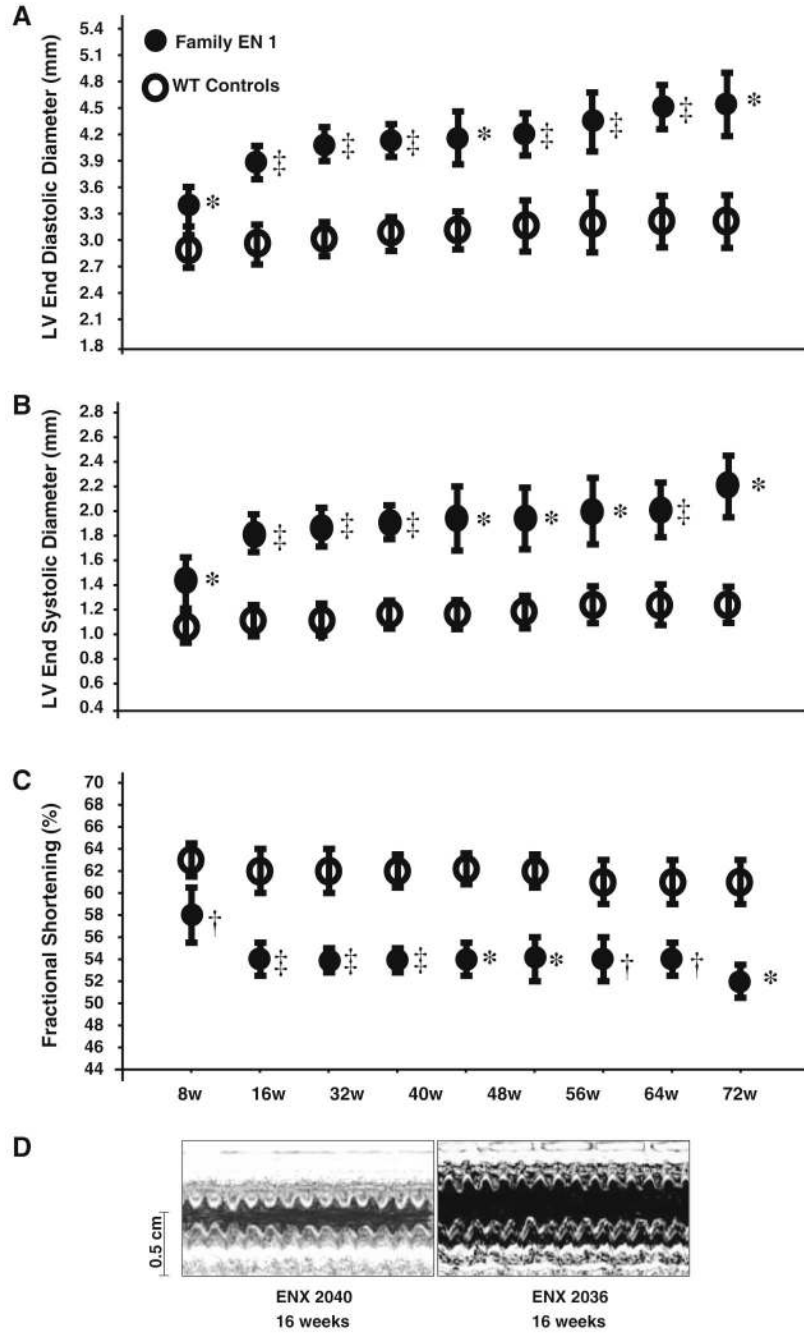 A
LV End Diastolic Diameter (mm)
5.4
5.1
4.8
4.5
4.2
3.9
3.6
3.3
3.0
2.7
2.4
2.1
1.8
Family EN 1
WT Controls
* ‡ ‡ ‡ * ‡ ‡ ‡ *
B
LV End Systolic Diameter (mm)
2.8
2.6
2.4
2.2
2.0
1.8
1.6
1.4
1.2
1.0
0.8
0.6
0.4
* ‡ ‡ ‡ * * * ‡ *
C
Fractional Shortening (%)
70
68
66
64
62
60
58
56
54
52
50
48
46
44
† ‡ ‡ ‡ * * † † *
8w 16w 32w 40w 48w 56w 64w 72w
D
0.5 cm
ENX 2040
16 weeks
ENX 2036
16 weeks